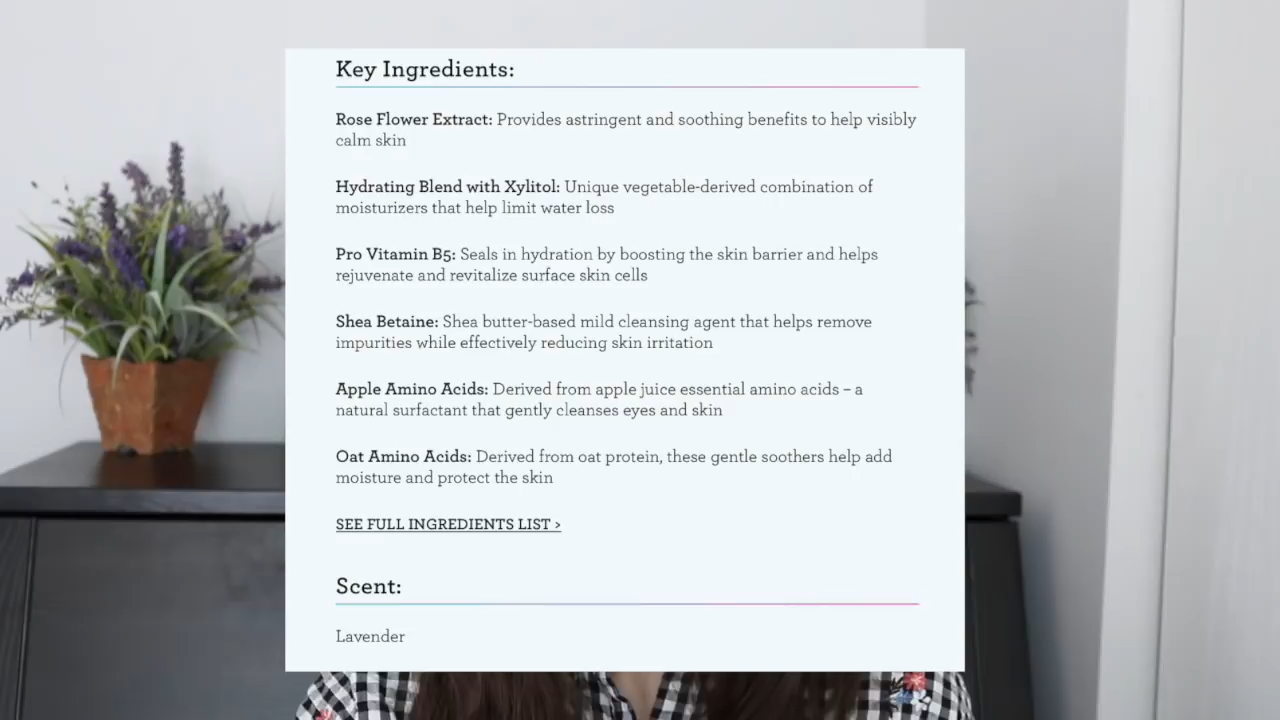 Key Ingredients:
Rose Flower Extract: Provides astringent and soothing benefits to help visibly
calm skin
Hydrating Blend with Xylitol: Unique vegetable-derived combination of
moisturizers that help limit water loss
Pro Vitamin B5: Seals in hydration by boosting the skin barrier and helps
rejuvenate and revitalize surface skin cells
Shea Betaine: Shea butter-based mild cleansing agent that helps remove
impurities while effectively reducing skin irritation
Apple Amino Acids: Derived from apple juice essential amino acids – a
natural surfactant that gently cleanses eyes and skin
Oat Amino Acids: Derived from oat protein, these gentle soothers help add
moisture and protect the skin
SEE FULL INGREDIENTS LIST >
Scent:
Lavender